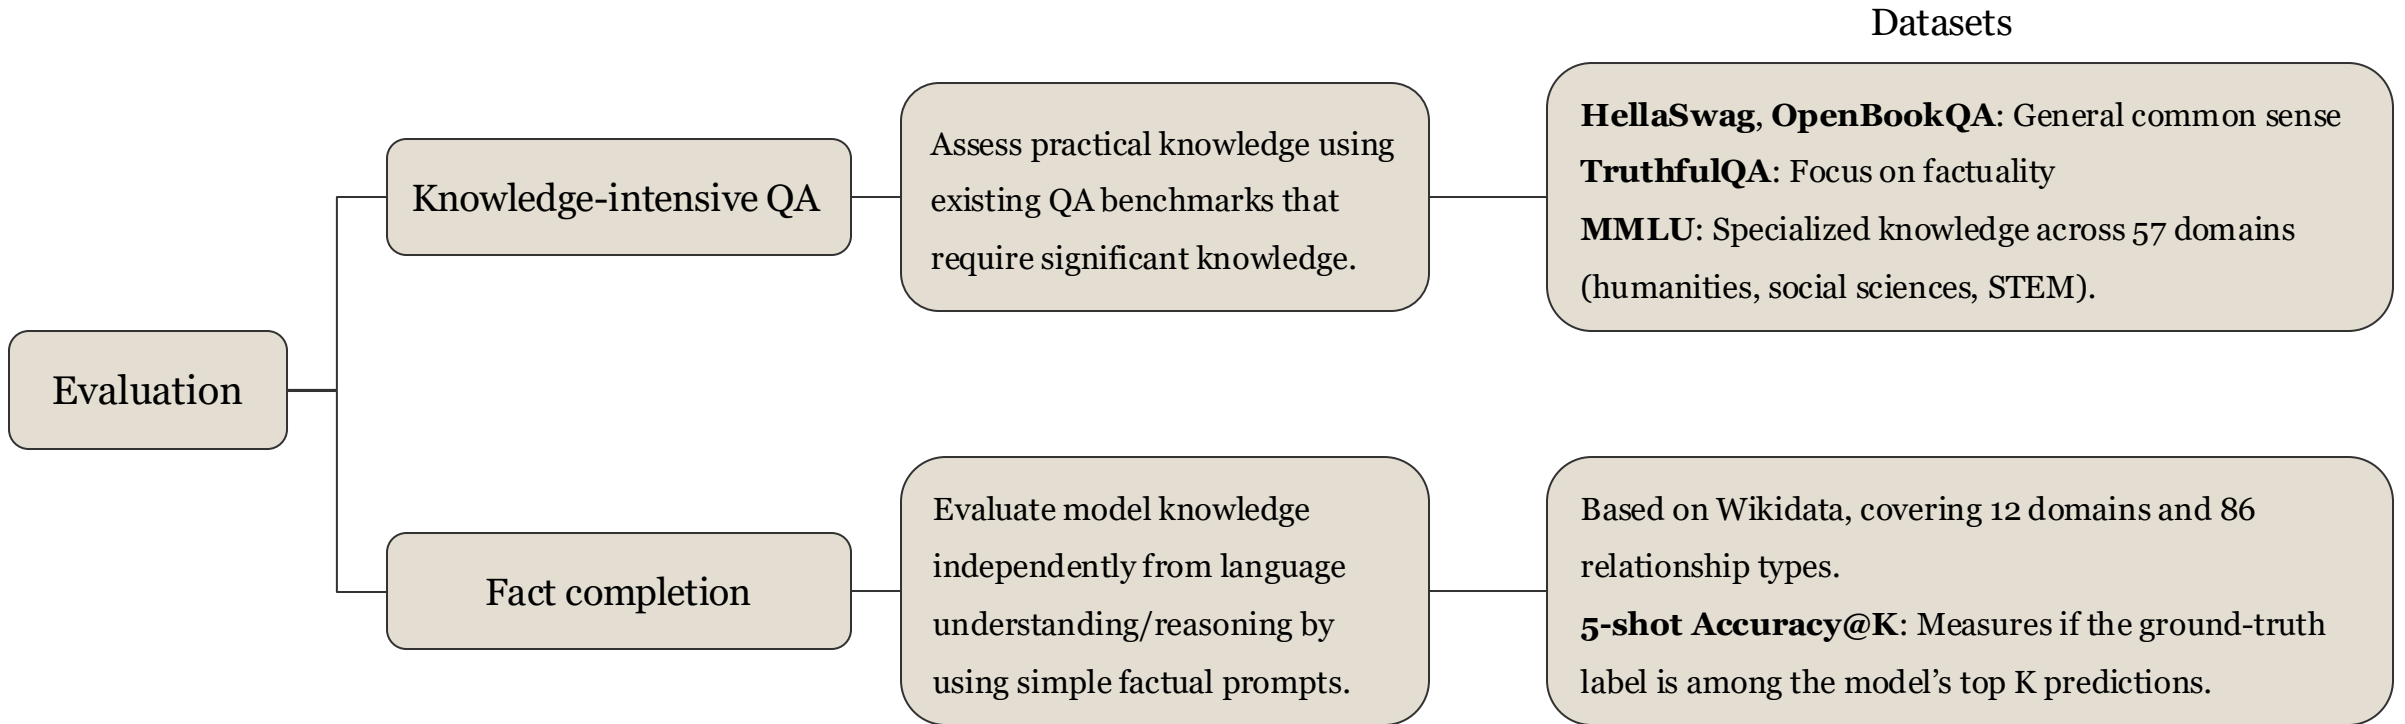 Datasets
Evaluation
Knowledge-intensive QA
Assess practical knowledge using
existing QA benchmarks that
require significant knowledge.
HellaSwag, OpenBookQA: General common sense
TruthfulQA: Focus on factuality
MMLU: Specialized knowledge across 57 domains
(humanities, social sciences, STEM).
Fact completion
Evaluate model knowledge
independently from language
understanding/reasoning by
using simple factual prompts.
Based on Wikidata, covering 12 domains and 86
relationship types.
5-shot Accuracy@K: Measures if the ground-truth
label is among the model’s top K predictions.